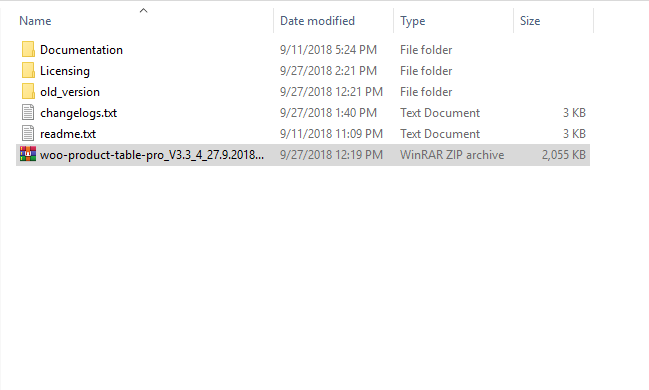 Name Date modified Type Size
Documentation 9/11/2018 5:24 PM File folder
Licensing 9/27/2018 2:21 PM File folder
old_version 9/27/2018 12:21 PM File folder
changelogs.txt 9/27/2018 1:40 PM Text Document 3 KB
readme.txt 9/11/2018 11:09 PM Text Document 3 KB
woo-product-table-pro_V3.3_4_27.9.2018... 9/27/2018 12:19 PM WinRAR ZIP archive 2,055 KB